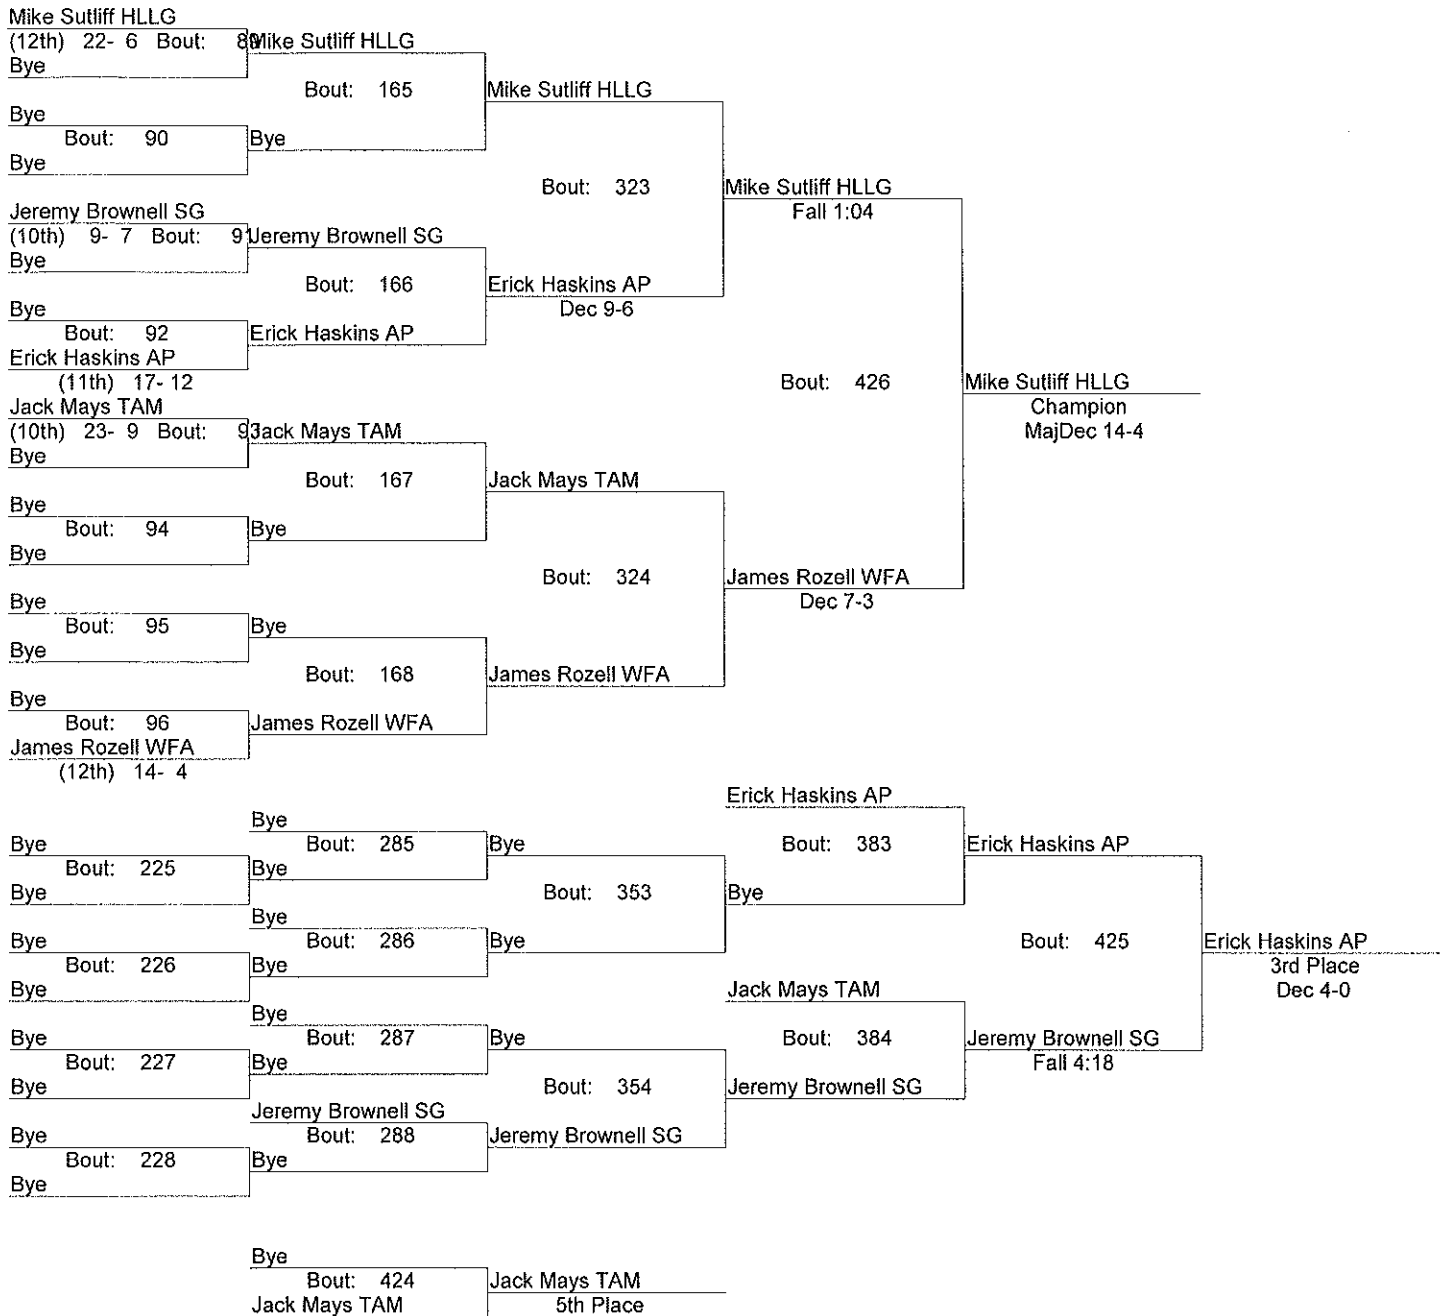 Mike Sutliff HLLG
(12th) 22- 6 Bout: 89 Mike Sutliff HLLG
Bye
Bout: 165 Mike Sutliff HLLG
Bye
Bout: 90 Bye
Bye
Bout: 323 Mike Sutliff HLLG
Fall 1:04
Jeremy Brownell SG
(10th) 9- 7 Bout: 91 Jeremy Brownell SG
Bye
Bout: 166 Erick Haskins AP
Dec 9-6
Bye
Bout: 92 Erick Haskins AP
Erick Haskins AP
(11th) 17- 12
Bout: 426 Mike Sutliff HLLG
Champion
MajDec 14-4
Jack Mays TAM
(10th) 23- 9 Bout: 93 Jack Mays TAM
Bye
Bout: 167 Jack Mays TAM
Bye
Bout: 94 Bye
Bye
Bout: 324 James Rozell WFA
Dec 7-3
Bye
Bout: 95 Bye
Bye
Bout: 168 James Rozell WFA
Bye
Bout: 96 James Rozell WFA
James Rozell WFA
(12th) 14- 4
Erick Haskins AP
Bye
Bye Bout: 285 Bye Bout: 383 Erick Haskins AP
Bout: 225 Bye
Bye Bout: 353 Bye
Bye
Bye Bout: 286 Bye Bout: 425 Erick Haskins AP
Bout: 226 Bye 3rd Place
Bye Dec 4-0
Jack Mays TAM
Bye
Bye Bout: 287 Bye Bout: 384 Jeremy Brownell SG
Bout: 227 Bye Fall 4:18
Bye Bout: 354 Jeremy Brownell SG
Jeremy Brownell SG
Bye Bout: 288 Jeremy Brownell SG
Bout: 228 Bye
Bye
Bye
Bout: 424 Jack Mays TAM
Jack Mays TAM 5th Place